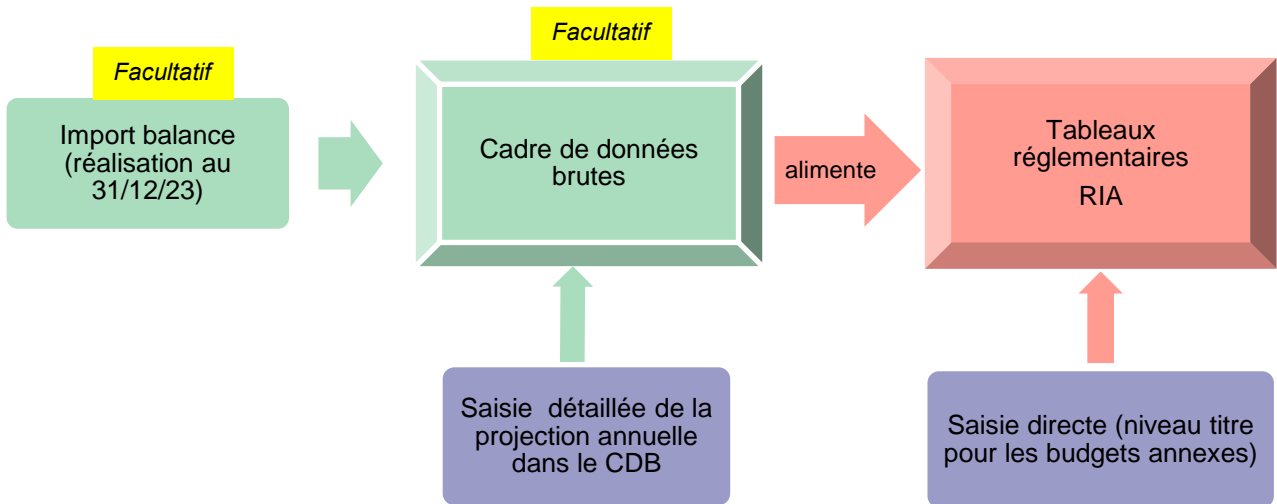 Facultatif
Import balance
(réalisation au
31/12/23)
Facultatif
Cadre de données
brutes
alimente
Tableaux
réglementaires
RIA
Saisie détaillée de la
projection annuelle
dans le CDB
Saisie directe (niveau titre
pour les budgets annexes)